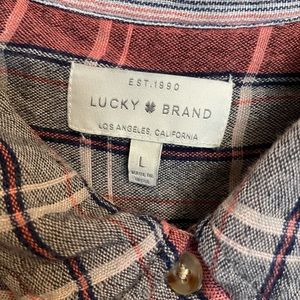 EST.1990
LUCKY BRAND
LOS ANGELES, CALIFORNIA
L